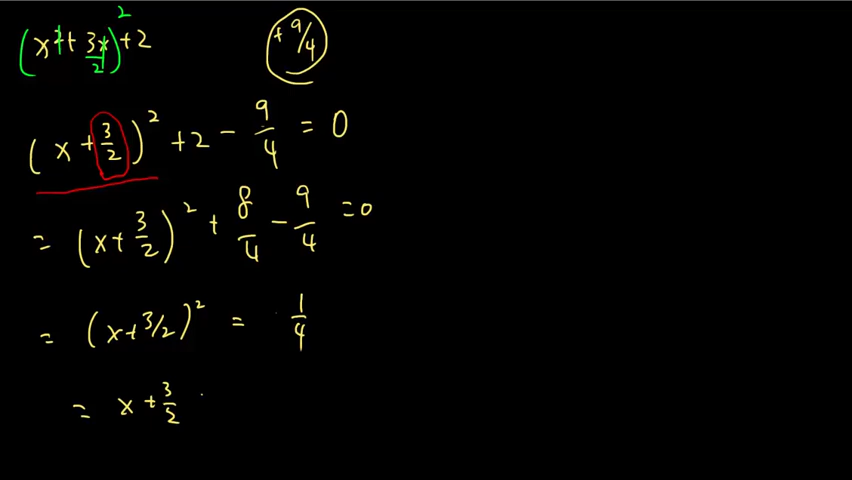 (x² + 3x/2)² + 2 + 9/4
(x + 3/2)² + 2 - 9/4 = 0
= (x + 3/2)² + 8/4 - 9/4 = 0
= (x + 3/2)² = 1/4
= x + 3/2